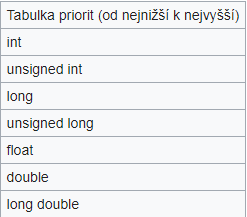 Tabulka priorit (od nejnižší k nejvyšší)
int
unsigned int
long
unsigned long
float
double
long double